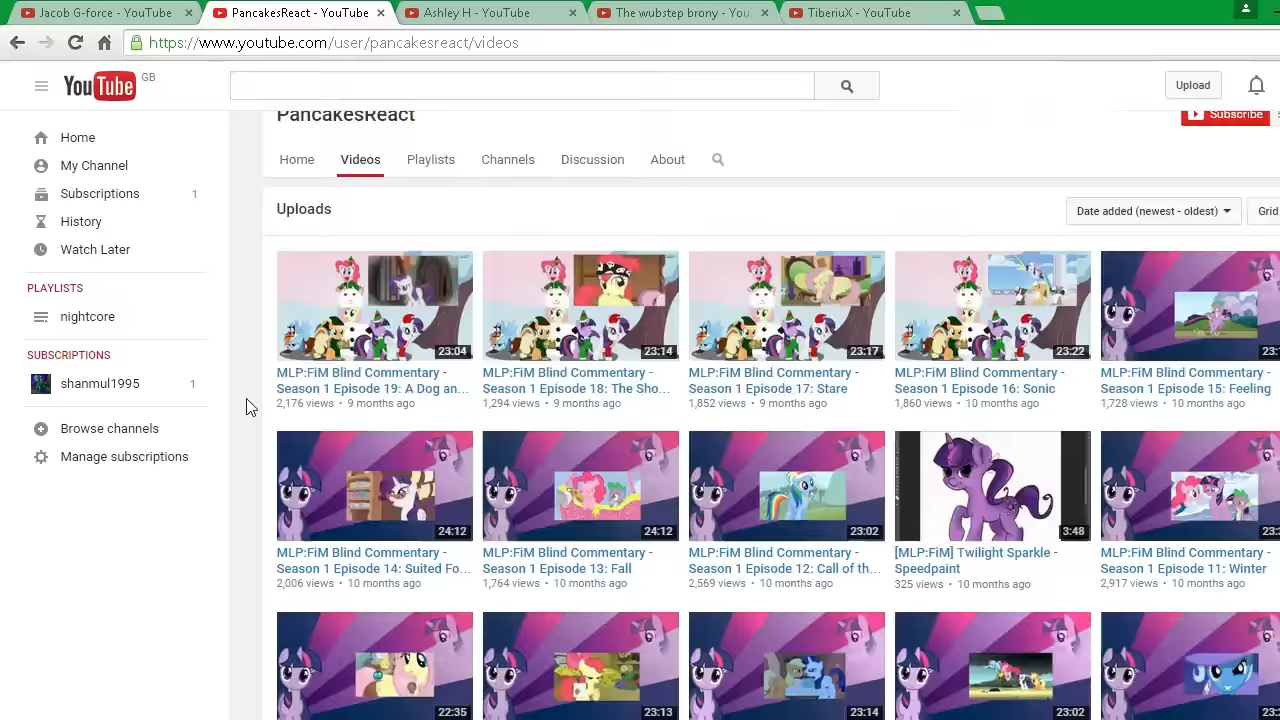 Jacob G-force - YouTube
PancakesReact - YouTube
Ashley H - YouTube
The wobstep brony - You
Tiberius - YouTube
https://www.youtube.com/user/pancakesreact/videos
YouTube GB
Upload
PancakesReact
Subscribe
Home
Videos
Playlists
Channels
Discussion
About
Home
My Channel
Subscriptions 1
History
Watch Later
PLAYLISTS
nightcore
SUBSCRIPTIONS
shanmul1995 1
Browse channels
Manage subscriptions
Uploads
Date added (newest - oldest)
Grid
23:04
MLP:FiM Blind Commentary -
Season 1 Episode 19: A Dog an...
2,176 views • 9 months ago
23:14
MLP:FiM Blind Commentary -
Season 1 Episode 18: The Sho...
1,294 views • 9 months ago
23:17
MLP:FiM Blind Commentary -
Season 1 Episode 17: Stare
1,852 views • 9 months ago
23:22
MLP:FiM Blind Commentary -
Season 1 Episode 16: Sonic
1,860 views • 10 months ago
MLP:FiM Blind Commentary -
Season 1 Episode 15: Feeling
1,728 views • 10 months ago
24:12
MLP:FiM Blind Commentary -
Season 1 Episode 14: Suited Fo...
2,006 views • 10 months ago
24:12
MLP:FiM Blind Commentary -
Season 1 Episode 13: Fall
1,764 views • 10 months ago
23:02
MLP:FiM Blind Commentary -
Season 1 Episode 12: Call of th...
2,569 views • 10 months ago
3:48
[MLP:FiM] Twilight Sparkle -
Speedpaint
325 views • 10 months ago
MLP:FiM Blind Commentary -
Season 1 Episode 11: Winter
2,917 views • 10 months ago
22:35
23:13
23:14
23:02